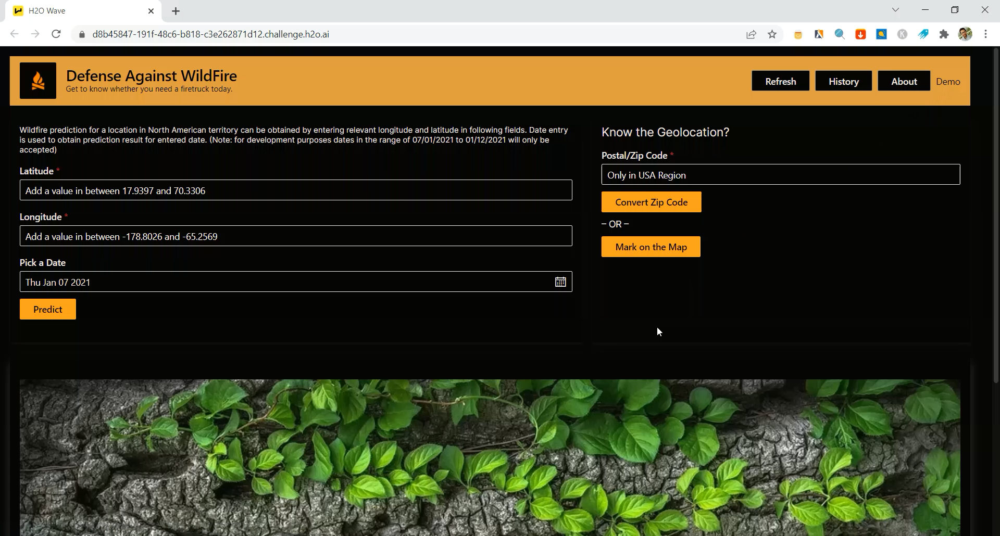 H2O Wave
d8b45847-191f-48c6-b818-c3e262871d12.challenge.h2o.ai
Defense Against WildFire
Get to know whether you need a firetruck today.
Refresh
History
About
Demo
Wildfire prediction for a location in North American territory can be obtained by entering relevant longitude and latitude in following fields. Date entry
is used to obtain prediction result for entered date. (Note: for development purposes dates in the range of 07/01/2021 to 01/12/2021 will only be
accepted)
Latitude *
Add a value in between 17.9397 and 70.3306
Longitude *
Add a value in between -178.8026 and -65.2569
Pick a Date
Thu Jan 07 2021
Predict
Know the Geolocation?
Postal/Zip Code *
Only in USA Region
Convert Zip Code
– OR –
Mark on the Map